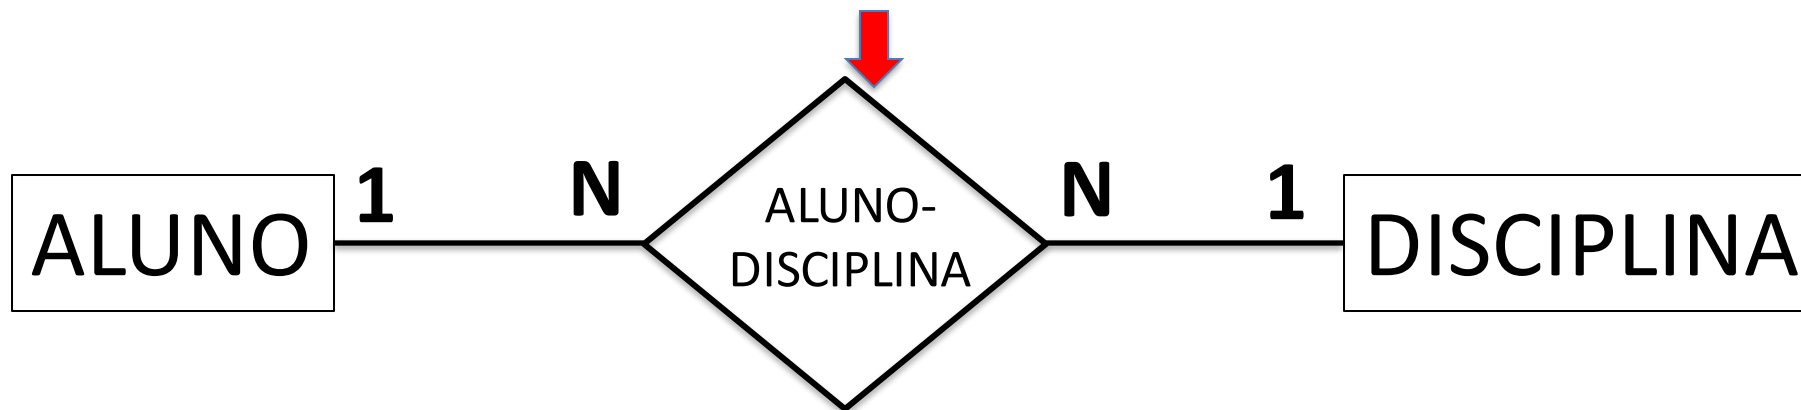 ALUNO
1
N
ALUNO-
DISCIPLINA
N
1
DISCIPLINA